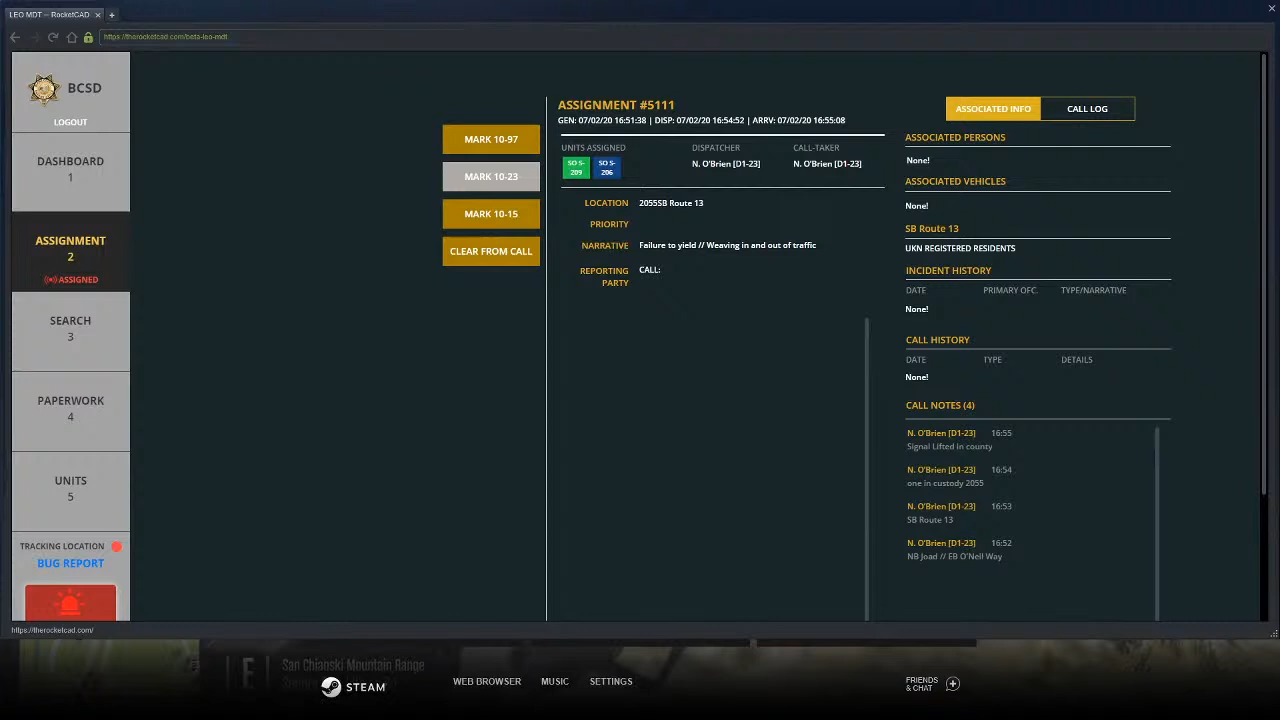 LEO MDT — RocketCAD
https://therocketcad.com/beta-leo-mdt
BCSD
LOGOUT
DASHBOARD
1
ASSIGNMENT
2
ASSIGNED
SEARCH
3
PAPERWORK
4
UNITS
5
TRACKING LOCATION
BUG REPORT
MARK 10-97
MARK 10-23
MARK 10-15
CLEAR FROM CALL
ASSIGNMENT #5111
GEN: 07/02/20 16:51:38 | DISP: 07/02/20 16:54:52 | ARRV: 07/02/20 16:55:08
UNITS ASSIGNED
SO S-209
SO S-206
DISPATCHER
N. O'Brien [D1-23]
CALL-TAKER
N. O'Brien [D1-23]
LOCATION 2055SB Route 13
PRIORITY
NARRATIVE Failure to yield // Weaving in and out of traffic
REPORTING PARTY CALL:
ASSOCIATED INFO
CALL LOG
ASSOCIATED PERSONS
None!
ASSOCIATED VEHICLES
None!
SB Route 13
UKN REGISTERED RESIDENTS
INCIDENT HISTORY
DATE PRIMARY OFC. TYPE/NARRATIVE
None!
CALL HISTORY
DATE TYPE DETAILS
None!
CALL NOTES (4)
N. O'Brien [D1-23] 16:55
Signal Lifted in county
N. O'Brien [D1-23] 16:54
one in custody 2055
N. O'Brien [D1-23] 16:53
SB Route 13
N. O'Brien [D1-23] 16:52
NB Joad // EB O'Neil Way
https://therocketcad.com/
E
San Chianski Mountain Range
STEAM
WEB BROWSER
MUSIC
SETTINGS
FRIENDS
& CHAT